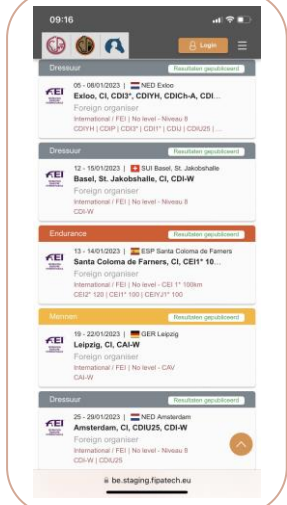 09:16
Login
Dressuur
Resultaten gepubliceerd
FEI
05 - 08/01/2023 | NED Exloo
Exloo, CI, CDI3*, CDIYH, CDICh-A, CDI...
Foreign organiser
International / FEI | No level - Niveau 8
CDIYH | CDIP | CDI3* | CDI1* | CDU | CDIU25 | ...
Dressuur
Resultaten gepubliceerd
FEI
12 - 15/01/2023 | SUI Basel, St. Jakobshalle
Basel, St. Jakobshalle, CI, CDI-W
Foreign organiser
International / FEI | No level - Niveau 8
CDI-W
Endurance
Resultaten gepubliceerd
FEI
13 - 14/01/2023 | ESP Santa Coloma de Farners
Santa Coloma de Farners, CI, CEI1* 10...
Foreign organiser
International / FEI | No level - CEI 1* 100km
CEI2* 120 | CEI1* 100 | CEIYJ1* 100
Mennen
Resultaten gepubliceerd
FEI
19 - 22/01/2023 | GER Leipzig
Leipzig, CI, CAI-W
Foreign organiser
International / FEI | No level - CAV
CAI-W
Dressuur
Resultaten gepubliceerd
FEI
25 - 29/01/2023 | NED Amsterdam
Amsterdam, CI, CDIU25, CDI-W
Foreign organiser
International / FEI | No level - Niveau 8
CDI-W | CDIU25
be.staging.fipatech.eu